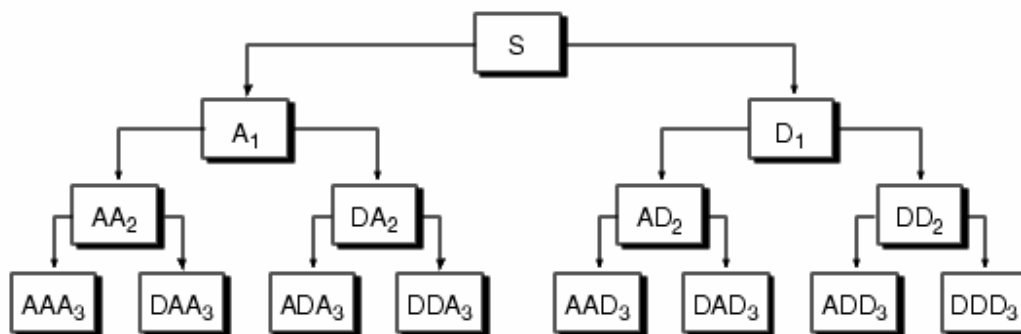 S
A₁ D₁
AA₂ DA₂ AD₂ DD₂
AAA₃ DAA₃ ADA₃ DDA₃ AAD₃ DAD₃ ADD₃ DDD₃